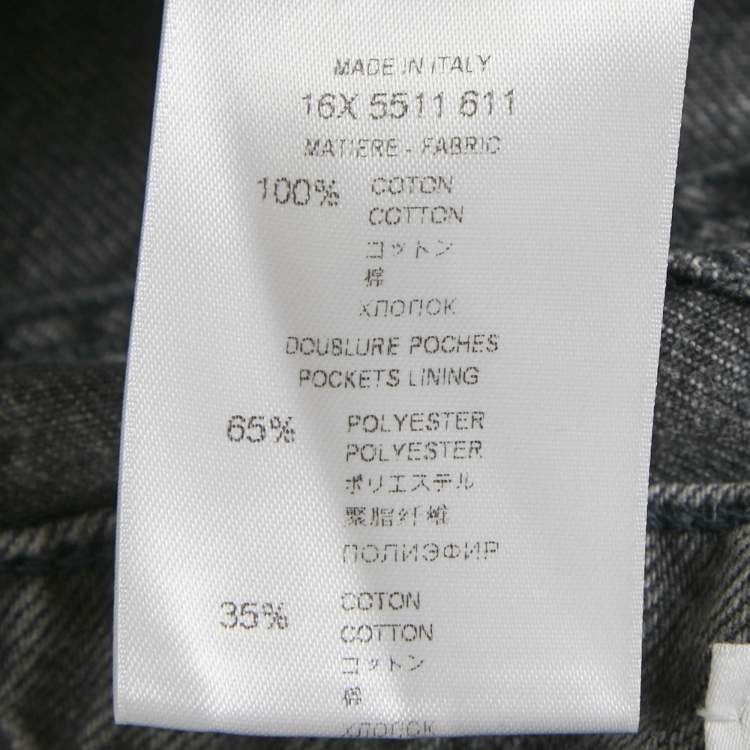 MADE IN ITALY
16X 5511 611
MATIERE - FABRIC
100% COTON
COTTON
コットン
棉
ХЛОПОК
DOUBLURE POCHES
POCKETS LINING
65% POLYESTER
POLYESTER
ポリエステル
聚脂纤维
ПОЛИЭФИР
35% COTON
COTTON
コットン
棉
ХЛОПОК